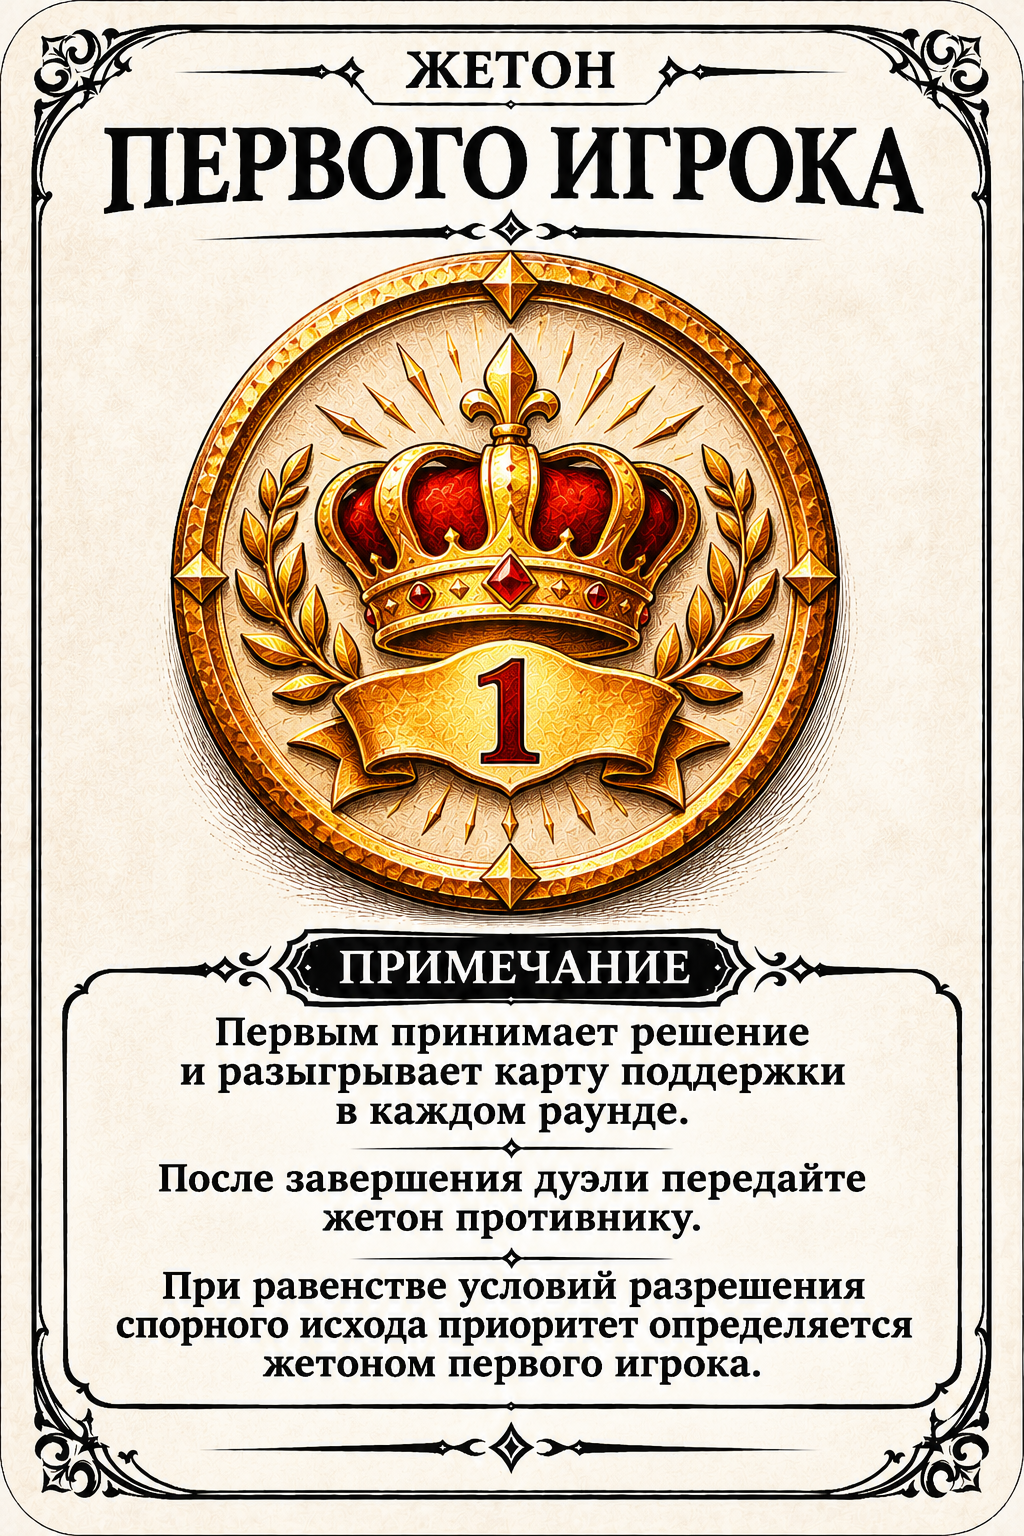 ЖЕТОН
ПЕРВОГО ИГРОКА
1
ПРИМЕЧАНИЕ
Первым принимает решение
и разыгрывает карту поддержки
в каждом раунде.
После завершения дуэли передайте
жетон противнику.
При равенстве условий разрешения
спорного исхода приоритет определяется
жетоном первого игрока.